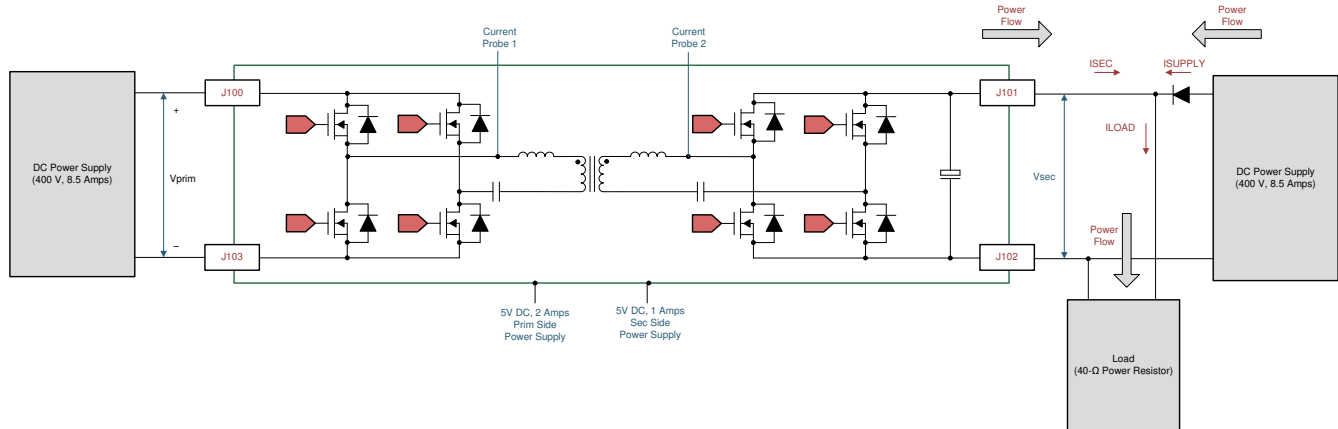 Power
Flow
Power
Flow
Current
Probe 1
Current
Probe 2
ISEC
ISUPPLY
J100
J101
+
ILOAD
DC Power Supply
(400 V, 8.5 Amps)
Vprim
Vsec
DC Power Supply
(400 V, 8.5 Amps)
–
J103
J102
Power
Flow
5V DC, 2 Amps
Prim Side
Power Supply
5V DC, 1 Amps
Sec Side
Power Supply
Load
(40-Ω Power Resistor)